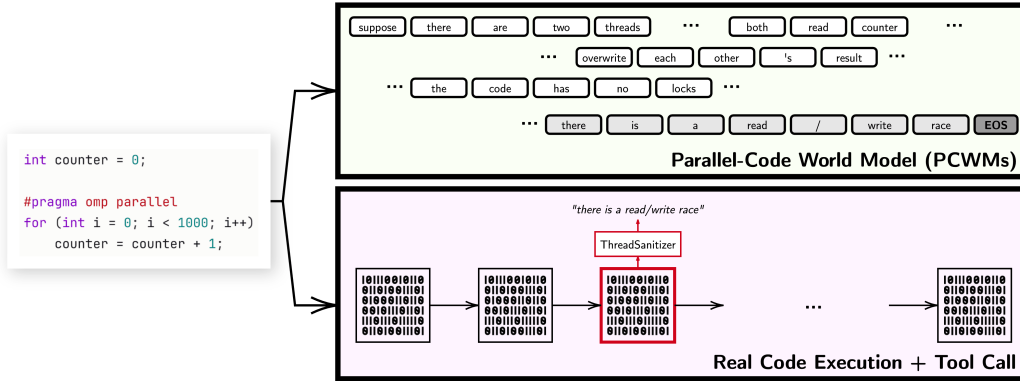 int counter = 0;
#pragma omp parallel
for (int i = 0; i < 1000; i++)
counter = counter + 1;
suppose there are two threads ... both read counter ...
... overwrite each other 's result ...
... the code has no locks ...
... there is a read / write race EOS
Parallel-Code World Model (PCWMs)
"there is a read/write race"
ThreadSanitizer
...
Real Code Execution + Tool Call